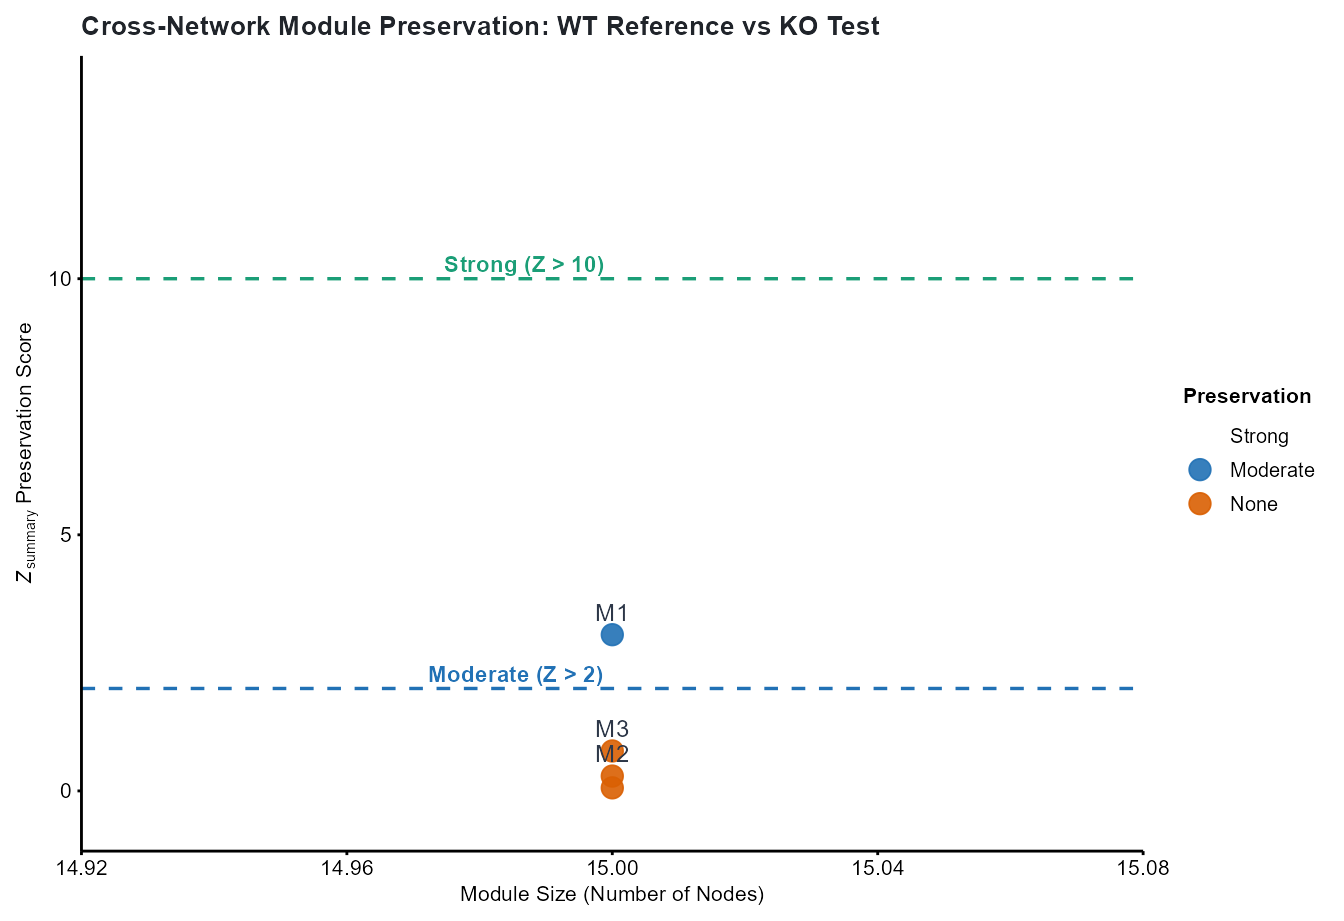 Cross-Network Module Preservation: WT Reference vs KO Test
Strong (Z > 10)
10
Zsummary Preservation Score
5
M1
Moderate (Z > 2)
M3
M2
0
14.92 14.96 15.00 15.04 15.08
Module Size (Number of Nodes)
Preservation
Strong
Moderate
None